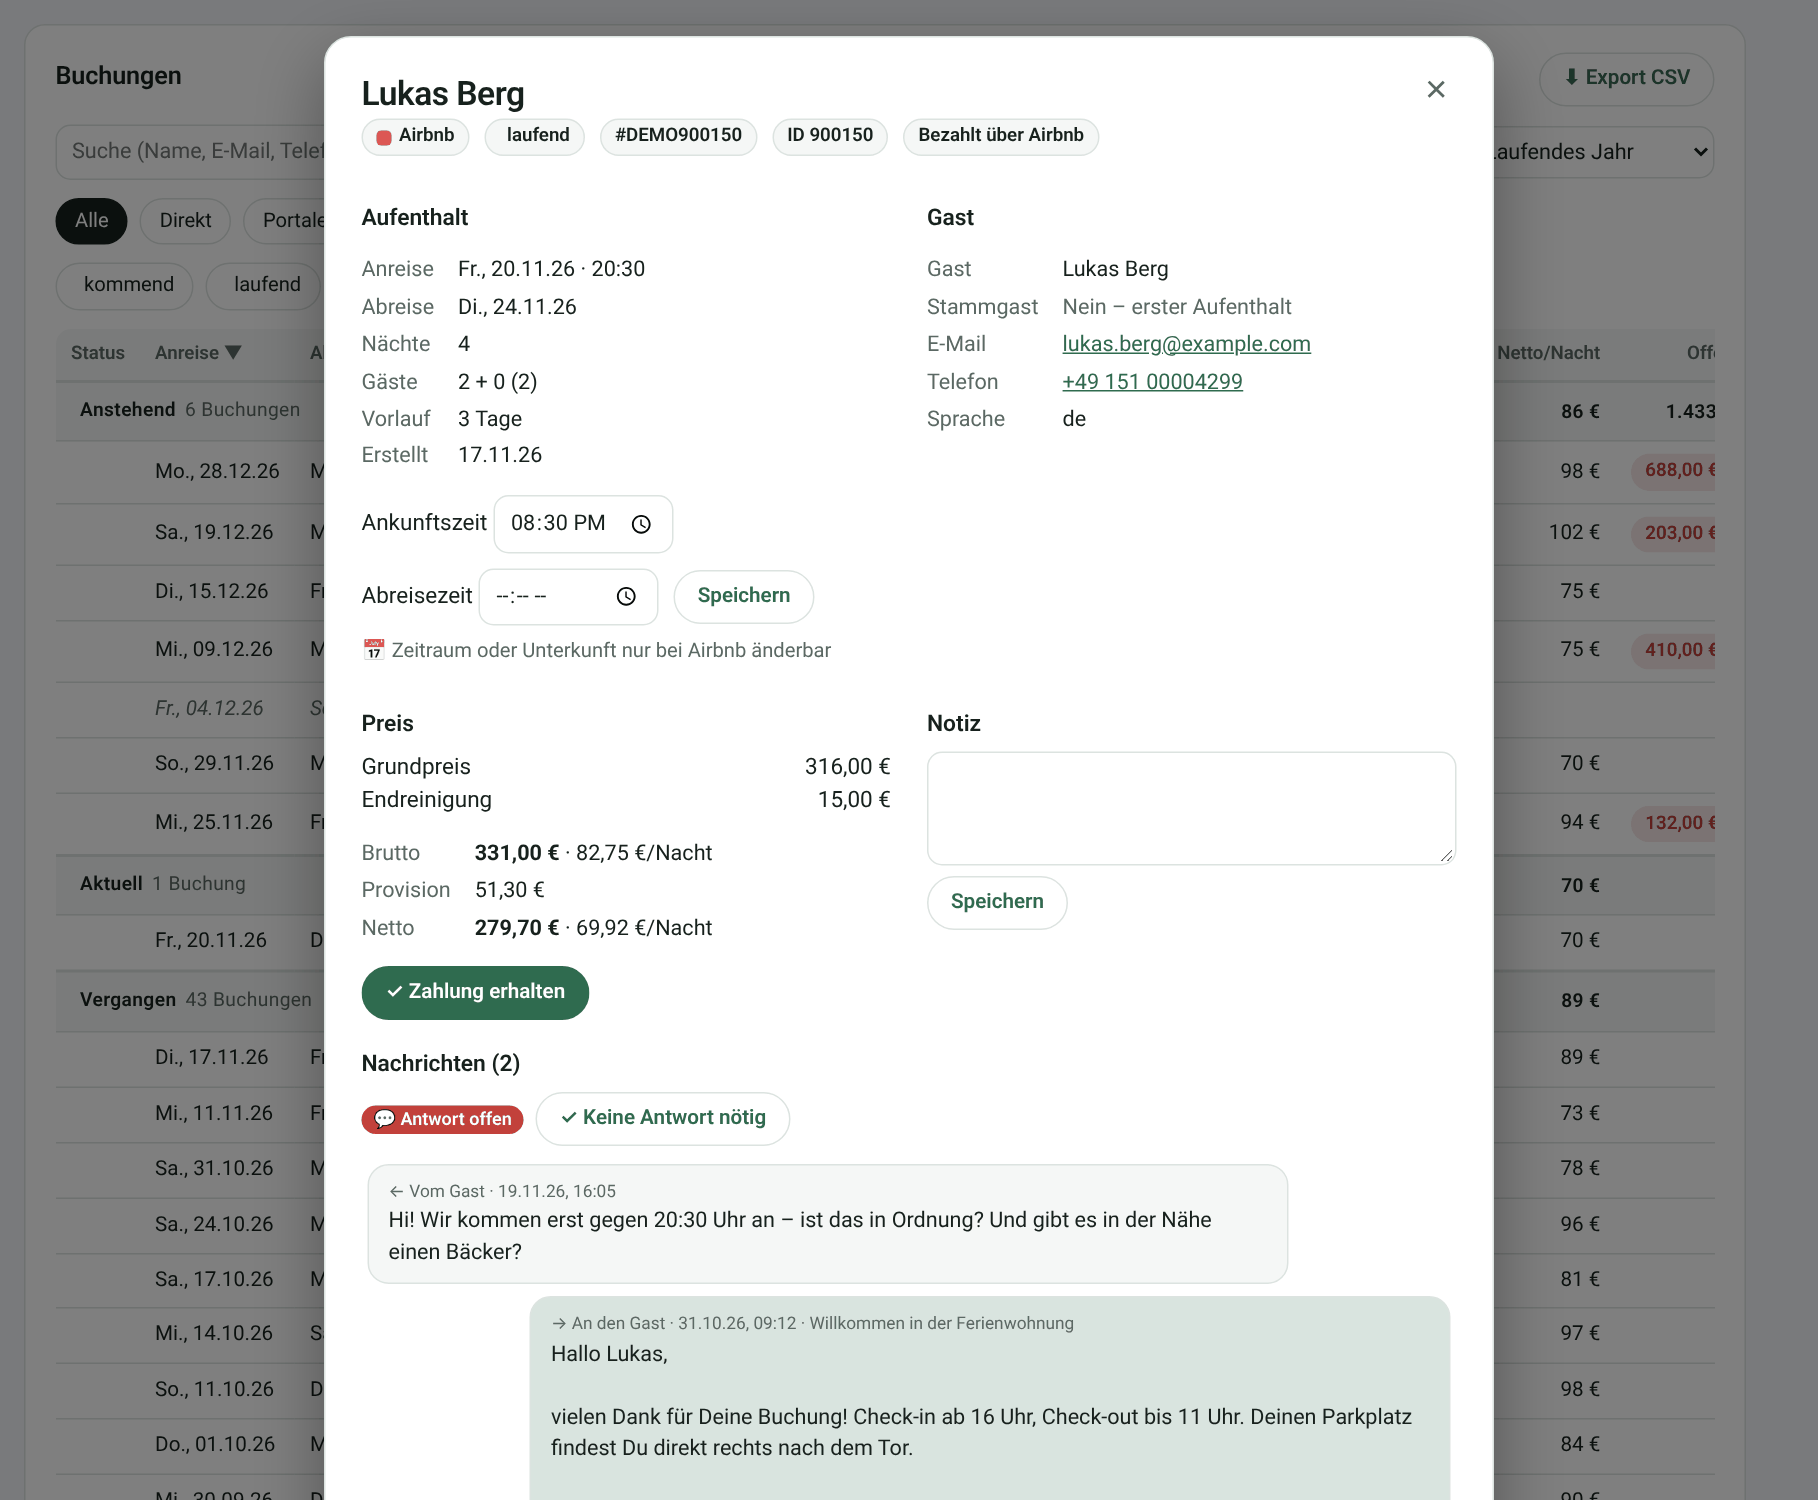 Buchungen
⬇ Export CSV
Suche (Name, E-Mail, Telef
Laufendes Jahr
Alle
Direkt
Portale
kommend
laufend
Status Anreise ▼
Netto/Nacht
Anstehend 6 Buchungen 86 € 1.433
Mo., 28.12.26 98 € 688,00 €
Sa., 19.12.26 102 € 203,00 €
Di., 15.12.26 75 €
Mi., 09.12.26 75 € 410,00 €
Fr., 04.12.26
So., 29.11.26 70 €
Mi., 25.11.26 94 € 132,00 €
Aktuell 1 Buchung 70 €
Fr., 20.11.26 70 €
Vergangen 43 Buchungen 89 €
Di., 17.11.26 89 €
Mi., 11.11.26 73 €
Sa., 31.10.26 78 €
Sa., 24.10.26 96 €
Sa., 17.10.26 81 €
Mi., 14.10.26 97 €
So., 11.10.26 98 €
Do., 01.10.26 84 €
Lukas Berg
✕
Airbnb
laufend
#DEMO900150
ID 900150
Bezahlt über Airbnb
Aufenthalt
Anreise Fr., 20.11.26 · 20:30
Abreise Di., 24.11.26
Nächte 4
Gäste 2 + 0 (2)
Vorlauf 3 Tage
Erstellt 17.11.26
Ankunftszeit 08:30 PM
Abreisezeit --:-- -- Speichern
📅 Zeitraum oder Unterkunft nur bei Airbnb änderbar
Gast
Gast Lukas Berg
Stammgast Nein – erster Aufenthalt
E-Mail lukas.berg@example.com
Telefon +49 151 00004299
Sprache de
Preis
Grundpreis 316,00 €
Endreinigung 15,00 €
Brutto 331,00 € · 82,75 €/Nacht
Provision 51,30 €
Netto 279,70 € · 69,92 €/Nacht
✓ Zahlung erhalten
Notiz
Speichern
Nachrichten (2)
💬 Antwort offen
✓ Keine Antwort nötig
← Vom Gast · 19.11.26, 16:05
Hi! Wir kommen erst gegen 20:30 Uhr an – ist das in Ordnung? Und gibt es in der Nähe
einen Bäcker?
→ An den Gast · 31.10.26, 09:12 · Willkommen in der Ferienwohnung
Hallo Lukas,
vielen Dank für Deine Buchung! Check-in ab 16 Uhr, Check-out bis 11 Uhr. Deinen Parkplatz
findest Du direkt rechts nach dem Tor.